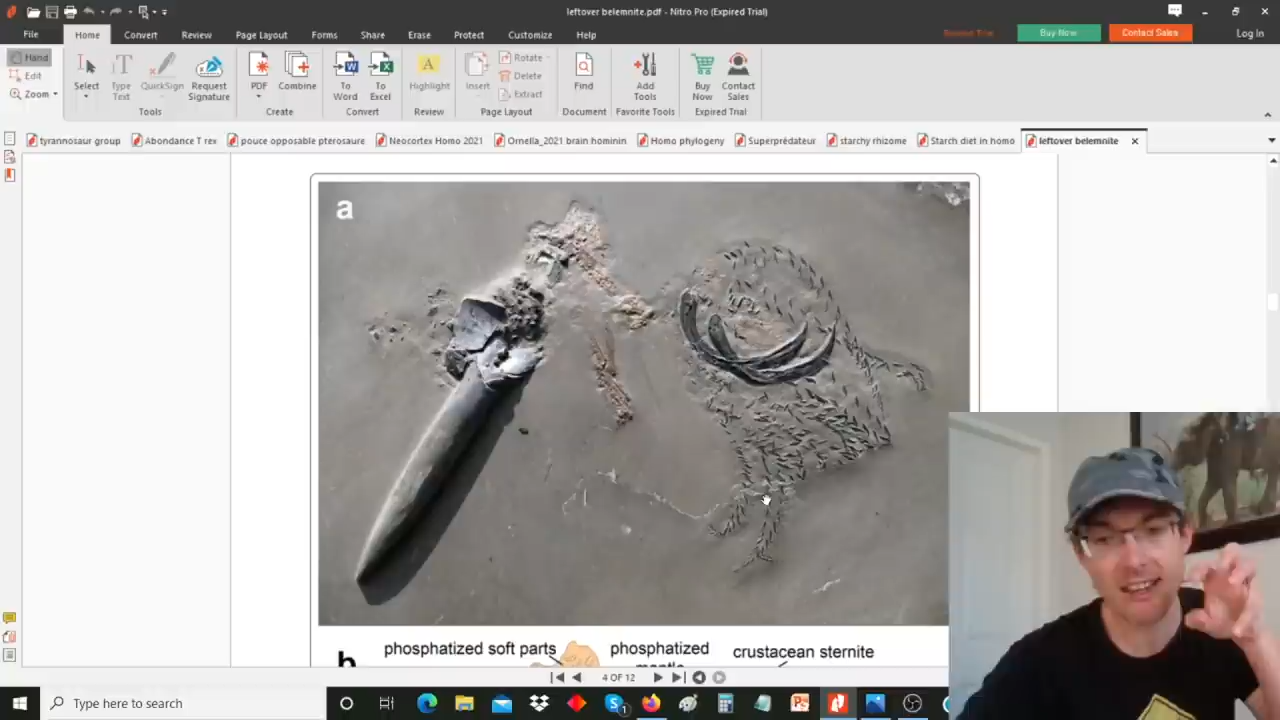 leftover belemnite.pdf - Nitro Pro (Expired Trial)
File Home Convert Review Page Layout Forms Share Erase Protect Customize Help Buy Now Contact Sales Log In
Hand
Edit
Zoom
Select
Type Text
QuickSign
Request Signature
Tools
PDF
Combine
Create
To Word
To Excel
Convert
Highlight
Review
Insert
Rotate
Delete
Extract
Page Layout
Find
Document
Add Tools
Favorite Tools
Buy Now
Contact Sales
Expired Trial
tyrannosaur group Abondance T rex pouce opposable pterosaure Neocortex Homo 2021 Ornella_2021 brain hominin Homo phylogeny Superprédateur starchy rhizome Starch diet in homo leftover belemnite
a
b
phosphatized soft parts
phosphatized
crustacean sternite
4 OF 12
Type here to search